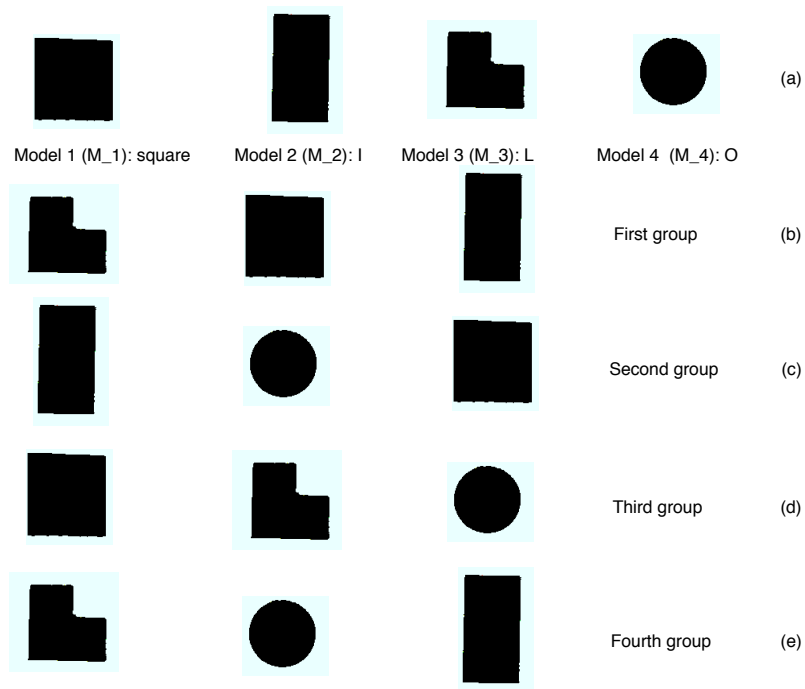 (a)
Model 1 (M_1): square Model 2 (M_2): I Model 3 (M_3): L Model 4 (M_4): O
First group (b)
Second group (c)
Third group (d)
Fourth group (e)